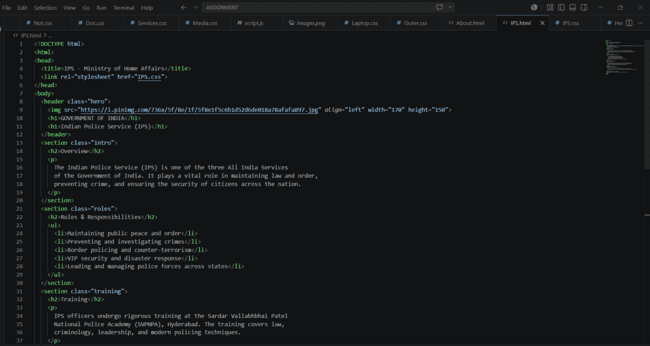 File Edit Selection View Go Run Terminal Help
ASSIGNMENT
Not.css Doc.css Services.css Media.css script.js Images.png Laptop.css Outer.css About.html IPS.html IPS.css
IPS.html > ...
1 <!DOCTYPE html>
2 <html>
3 <head>
4 <title>IPS - Ministry of Home Affairs</title>
5 <link rel="stylesheet" href="IPS.css">
6 </head>
7 <body>
8 <header class="hero">
9 <img src= align="left" width="170" height="150">
10 <h1>GOVERNMENT OF INDIA</h1>
11 <h1>Indian Police Service (IPS)</h1>
12 </header>
13 <section class="intro">
14 <h2>Overview</h2>
15 <p>
16 The Indian Police Service (IPS) is one of the three All India Services
17 of the Government of India. It plays a vital role in maintaining law and order,
18 preventing crime, and ensuring the security of citizens across the nation.
19 </p>
20 </section>
21 <section class="roles">
22 <h2>Roles & Responsibilities</h2>
23 <ul>
24 <li>Maintaining public peace and order</li>
25 <li>Preventing and investigating crimes</li>
26 <li>Border policing and counter-terrorism</li>
27 <li>VIP security and disaster response</li>
28 <li>Leading and managing police forces across states</li>
29 </ul>
30 </section>
31 <section class="training">
32 <h2>Training</h2>
33 <p>
34 IPS officers undergo rigorous training at the Sardar Vallabhbhai Patel
35 National Police Academy (SVPNPA), Hyderabad. The training covers law,
36 criminology, leadership, and modern policing techniques.
37 </p>